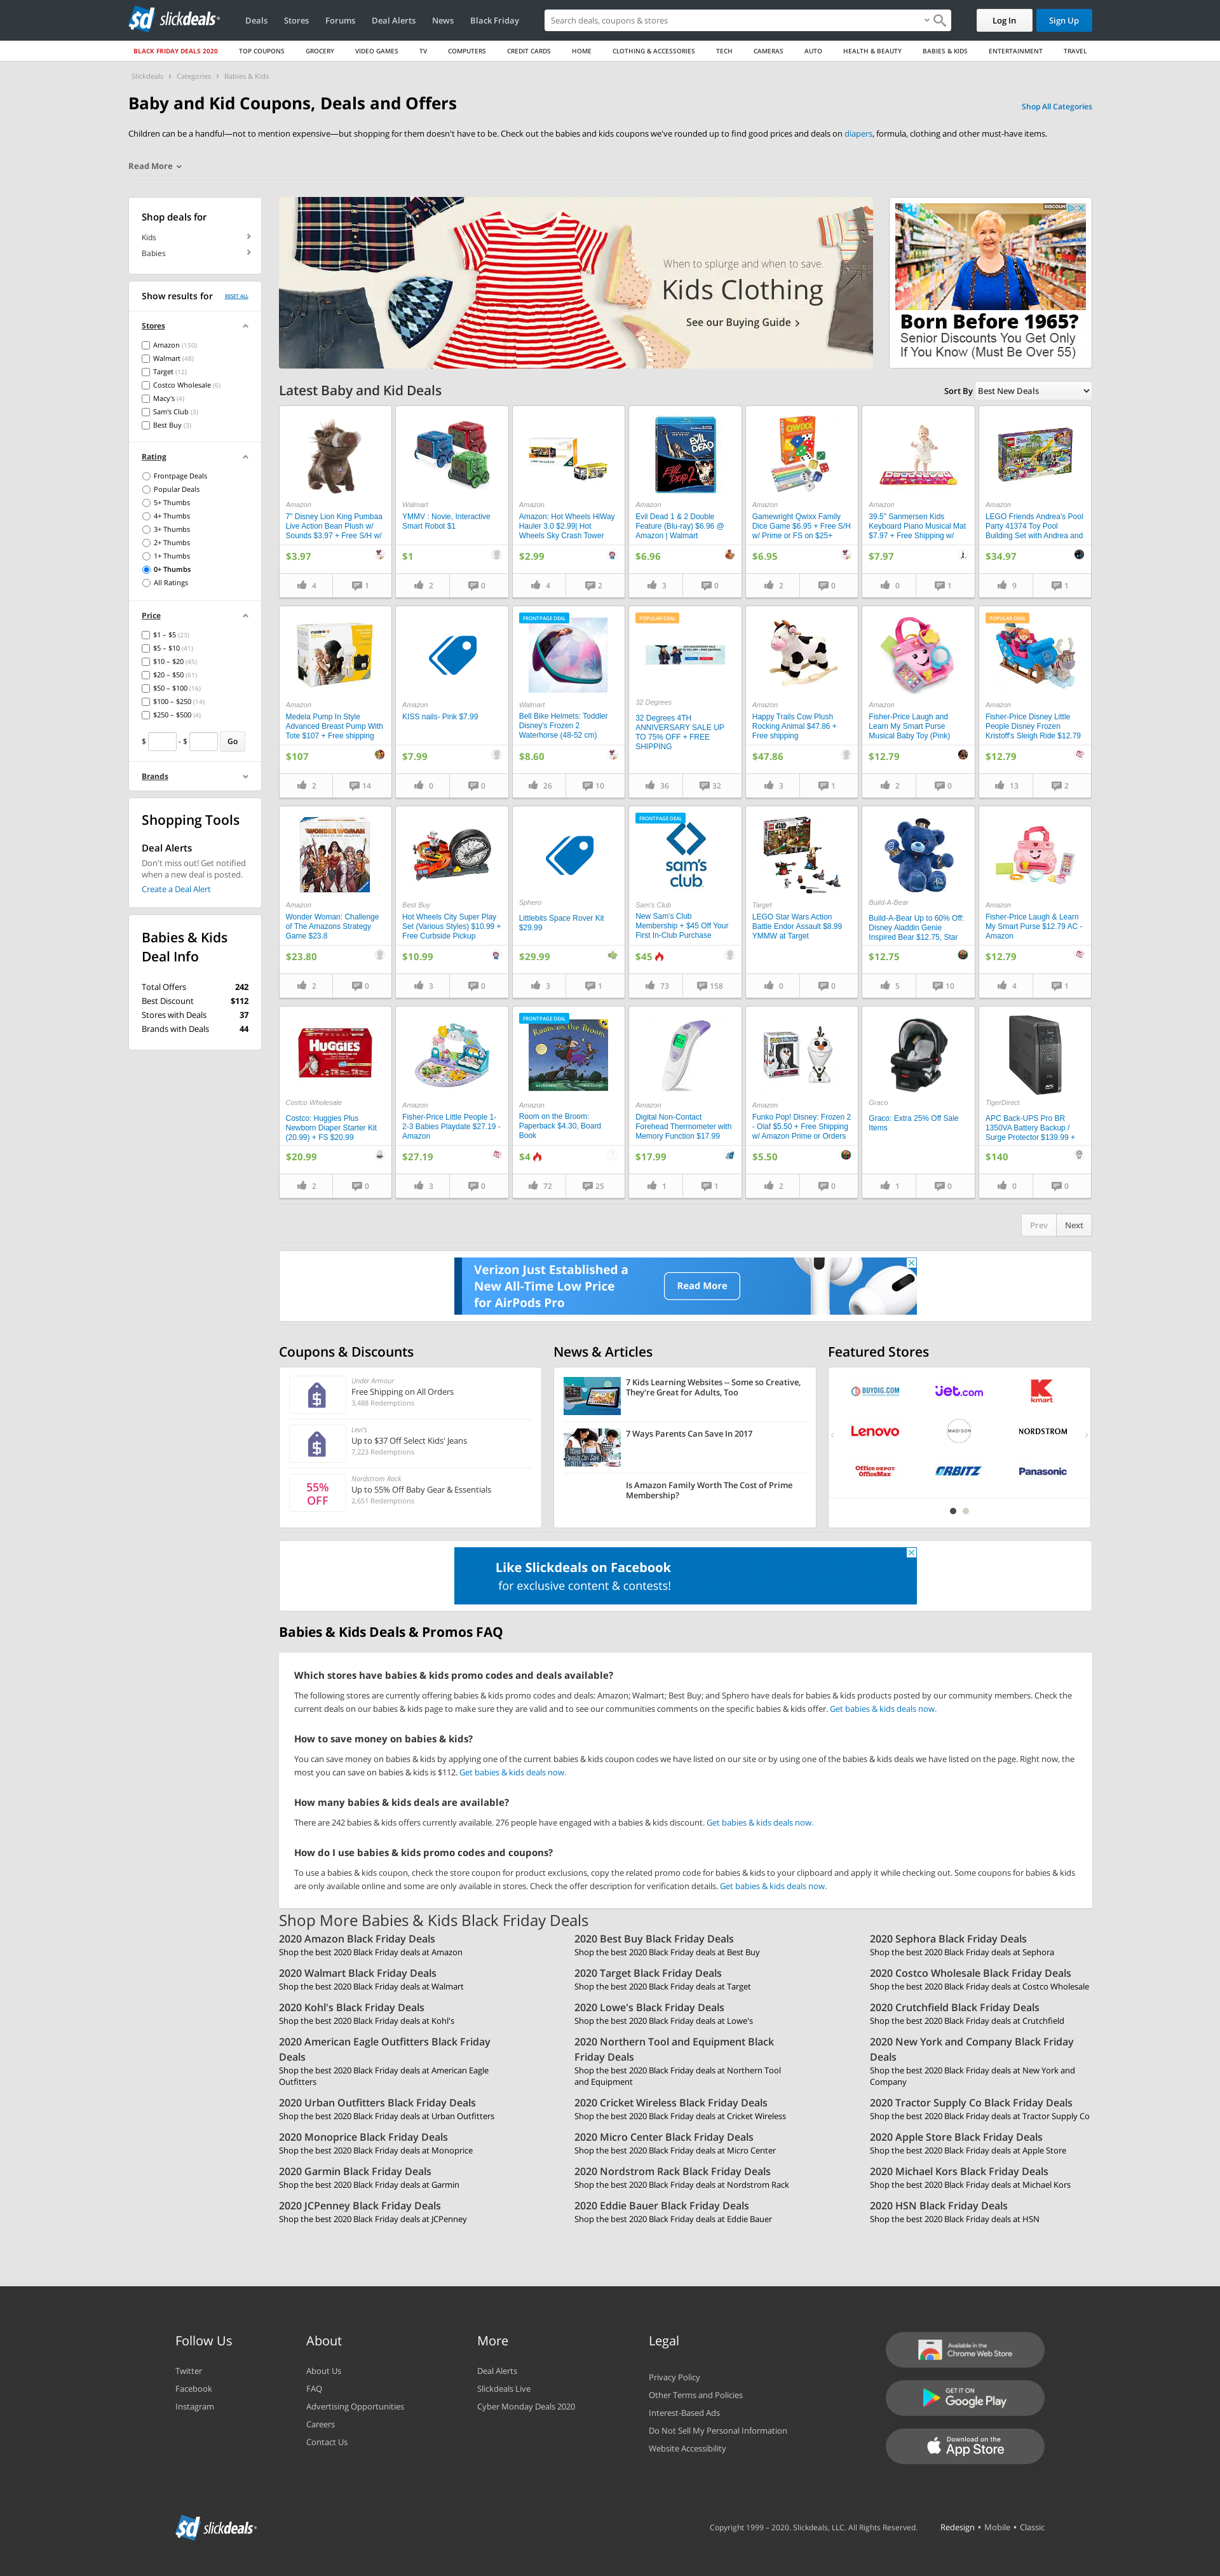 sd slickdeals
Deals Stores Forums Deal Alerts News Black Friday
Search deals, coupons & stores
Log In Sign Up
BLACK FRIDAY DEALS 2020 TOP COUPONS GROCERY VIDEO GAMES TV COMPUTERS CREDIT CARDS HOME CLOTHING & ACCESSORIES TECH CAMERAS AUTO HEALTH & BEAUTY BABIES & KIDS ENTERTAINMENT TRAVEL
Slickdeals › Categories › Babies & Kids
Baby and Kid Coupons, Deals and Offers
Shop All Categories
Children can be a handful—not to mention expensive—but shopping for them doesn't have to be. Check out the babies and kids coupons we've rounded up to find good prices and deals on diapers, formula, clothing and other must-have items.
Read More
Shop deals for
Kids
Babies
Show results for RESET ALL
Stores
Amazon (150)
Walmart (48)
Target (12)
Costco Wholesale (6)
Macy's (4)
Sam's Club (3)
Best Buy (3)
Rating
Frontpage Deals
Popular Deals
5+ Thumbs
4+ Thumbs
3+ Thumbs
2+ Thumbs
1+ Thumbs
0+ Thumbs
All Ratings
Price
$1 – $5 (23)
$5 – $10 (41)
$10 – $20 (45)
$20 – $50 (61)
$50 – $100 (16)
$100 – $250 (14)
$250 – $500 (4)
$ - $ Go
Brands
Shopping Tools
Deal Alerts
Don't miss out! Get notified
when a new deal is posted.
Create a Deal Alert
Babies & Kids
Deal Info
Total Offers 242
Best Discount $112
Stores with Deals 37
Brands with Deals 44
When to splurge and when to save.
Kids Clothing
See our Buying Guide ›
DISCOUN
Born Before 1965?
Senior Discounts You Get Only
If You Know (Must Be Over 55)
Latest Baby and Kid Deals
Sort By Best New Deals
Amazon
7" Disney Lion King Pumbaa
Live Action Bean Plush w/
Sounds $3.97 + Free S/H w/
$3.97
4 1
Walmart
YMMV : Novie, Interactive
Smart Robot $1
$1
2 0
Amazon
Amazon: Hot Wheels HiWay
Hauler 3.0 $2.99| Hot
Wheels Sky Crash Tower
$2.99
4 2
EVIL DEAD
EVIL DEAD 2
Amazon
Evil Dead 1 & 2 Double
Feature (Blu-ray) $6.96 @
Amazon | Walmart
$6.96
3 0
QWIXX
Amazon
Gamewright Qwixx Family
Dice Game $6.95 + Free S/H
w/ Prime or FS on $25+
$6.95
2 0
Amazon
39.5" Sanmersen Kids
Keyboard Piano Musical Mat
$7.97 + Free Shipping w/
$7.97
0 1
Amazon
LEGO Friends Andrea's Pool
Party 41374 Toy Pool
Building Set with Andrea and
$34.97
9 1
Amazon
Medela Pump In Style
Advanced Breast Pump With
Tote $107 + Free shipping
$107
2 14
Amazon
KISS nails- Pink $7.99
$7.99
0 0
FRONTPAGE DEAL
Walmart
Bell Bike Helmets: Toddler
Disney's Frozen 2
Waterhorse (48-52 cm)
$8.60
26 10
POPULAR DEAL
32 Degrees
32 Degrees 4TH
ANNIVERSARY SALE UP
TO 75% OFF + FREE
SHIPPING
36 32
Amazon
Happy Trails Cow Plush
Rocking Animal $47.86 +
Free shipping
$47.86
3 1
Amazon
Fisher-Price Laugh and
Learn My Smart Purse
Musical Baby Toy (Pink)
$12.79
2 0
POPULAR DEAL
Amazon
Fisher-Price Disney Little
People Disney Frozen
Kristoff's Sleigh Ride $12.79
$12.79
13 2
WONDER WOMAN
Amazon
Wonder Woman: Challenge
of The Amazons Strategy
Game $23.8
$23.80
2 0
Best Buy
Hot Wheels City Super Play
Set (Various Styles) $10.99 +
Free Curbside Pickup
$10.99
3 0
Sphero
Littlebits Space Rover Kit
$29.99
$29.99
3 1
FRONTPAGE DEAL
sam's
club
Sam's Club
New Sam's Club
Membership + $45 Off Your
First In-Club Purchase
$45
73 158
Target
LEGO Star Wars Action
Battle Endor Assault $8.99
YMMW at Target
0 0
Build-A-Bear
Build-A-Bear Up to 60% Off:
Disney Aladdin Genie
Inspired Bear $12.75, Star
$12.75
5 10
Amazon
Fisher-Price Laugh & Learn
My Smart Purse $12.79 AC -
Amazon
$12.79
4 1
HUGGIES
Costco Wholesale
Costco: Huggies Plus
Newborn Diaper Starter Kit
(20.99) + FS $20.99
$20.99
2 0
Amazon
Fisher-Price Little People 1-
2-3 Babies Playdate $27.19 -
Amazon
$27.19
3 0
FRONTPAGE DEAL
Room on the Broom
Amazon
Room on the Broom:
Paperback $4.30, Board
Book
$4
72 25
Amazon
Digital Non-Contact
Forehead Thermometer with
Memory Function $17.99
$17.99
1 1
Amazon
Funko Pop! Disney: Frozen 2
- Olaf $5.50 + Free Shipping
w/ Amazon Prime or Orders
$5.50
2 0
Graco
Graco: Extra 25% Off Sale
Items
1 0
APC
TigerDirect
APC Back-UPS Pro BR
1350VA Battery Backup /
Surge Protector $139.99 +
$140
0 0
Prev Next
Verizon Just Established a
New All-Time Low Price
for AirPods Pro
Read More
Coupons & Discounts
Under Armour
Free Shipping on All Orders
3,488 Redemptions
Levi's
Up to $37 Off Select Kids' Jeans
7,223 Redemptions
55%
OFF
Nordstrom Rack
Up to 55% Off Baby Gear & Essentials
2,651 Redemptions
News & Articles
7 Kids Learning Websites -- Some so Creative,
They're Great for Adults, Too
7 Ways Parents Can Save In 2017
Is Amazon Family Worth The Cost of Prime
Membership?
Featured Stores
BUYDIG.COM jet.com kmart
Lenovo MADISON NORDSTROM
Office DEPOT OfficeMax ORBITZ Panasonic
Like Slickdeals on Facebook
for exclusive content & contests!
Babies & Kids Deals & Promos FAQ
Which stores have babies & kids promo codes and deals available?
The following stores are currently offering babies & kids promo codes and deals: Amazon; Walmart; Best Buy; and Sphero have deals for babies & kids products posted by our community members. Check the
current deals on our babies & kids page to make sure they are valid and to see our communities comments on the specific babies & kids offer. Get babies & kids deals now.
How to save money on babies & kids?
You can save money on babies & kids by applying one of the current babies & kids coupon codes we have listed on our site or by using one of the babies & kids deals we have listed on the page. Right now, the
most you can save on babies & kids is $112. Get babies & kids deals now.
How many babies & kids deals are available?
There are 242 babies & kids offers currently available. 276 people have engaged with a babies & kids discount. Get babies & kids deals now.
How do I use babies & kids promo codes and coupons?
To use a babies & kids coupon, check the store coupon for product exclusions, copy the related promo code for babies & kids to your clipboard and apply it while checking out. Some coupons for babies & kids
are only available online and some are only available in stores. Check the offer description for verification details. Get babies & kids deals now.
Shop More Babies & Kids Black Friday Deals
2020 Amazon Black Friday Deals
Shop the best 2020 Black Friday deals at Amazon
2020 Best Buy Black Friday Deals
Shop the best 2020 Black Friday deals at Best Buy
2020 Sephora Black Friday Deals
Shop the best 2020 Black Friday deals at Sephora
2020 Walmart Black Friday Deals
Shop the best 2020 Black Friday deals at Walmart
2020 Target Black Friday Deals
Shop the best 2020 Black Friday deals at Target
2020 Costco Wholesale Black Friday Deals
Shop the best 2020 Black Friday deals at Costco Wholesale
2020 Kohl's Black Friday Deals
Shop the best 2020 Black Friday deals at Kohl's
2020 Lowe's Black Friday Deals
Shop the best 2020 Black Friday deals at Lowe's
2020 Crutchfield Black Friday Deals
Shop the best 2020 Black Friday deals at Crutchfield
2020 American Eagle Outfitters Black Friday
Deals
Shop the best 2020 Black Friday deals at American Eagle
Outfitters
2020 Northern Tool and Equipment Black
Friday Deals
Shop the best 2020 Black Friday deals at Northern Tool
and Equipment
2020 New York and Company Black Friday
Deals
Shop the best 2020 Black Friday deals at New York and
Company
2020 Urban Outfitters Black Friday Deals
Shop the best 2020 Black Friday deals at Urban Outfitters
2020 Cricket Wireless Black Friday Deals
Shop the best 2020 Black Friday deals at Cricket Wireless
2020 Tractor Supply Co Black Friday Deals
Shop the best 2020 Black Friday deals at Tractor Supply Co
2020 Monoprice Black Friday Deals
Shop the best 2020 Black Friday deals at Monoprice
2020 Micro Center Black Friday Deals
Shop the best 2020 Black Friday deals at Micro Center
2020 Apple Store Black Friday Deals
Shop the best 2020 Black Friday deals at Apple Store
2020 Garmin Black Friday Deals
Shop the best 2020 Black Friday deals at Garmin
2020 Nordstrom Rack Black Friday Deals
Shop the best 2020 Black Friday deals at Nordstrom Rack
2020 Michael Kors Black Friday Deals
Shop the best 2020 Black Friday deals at Michael Kors
2020 JCPenney Black Friday Deals
Shop the best 2020 Black Friday deals at JCPenney
2020 Eddie Bauer Black Friday Deals
Shop the best 2020 Black Friday deals at Eddie Bauer
2020 HSN Black Friday Deals
Shop the best 2020 Black Friday deals at HSN
Follow Us
Twitter
Facebook
Instagram
About
About Us
FAQ
Advertising Opportunities
Careers
Contact Us
More
Deal Alerts
Slickdeals Live
Cyber Monday Deals 2020
Legal
Privacy Policy
Other Terms and Policies
Interest-Based Ads
Do Not Sell My Personal Information
Website Accessibility
Available in the
Chrome Web Store
GET IT ON
Google Play
Download on the
App Store
sd slickdeals
Copyright 1999 – 2020. Slickdeals, LLC. All Rights Reserved.
Redesign • Mobile • Classic